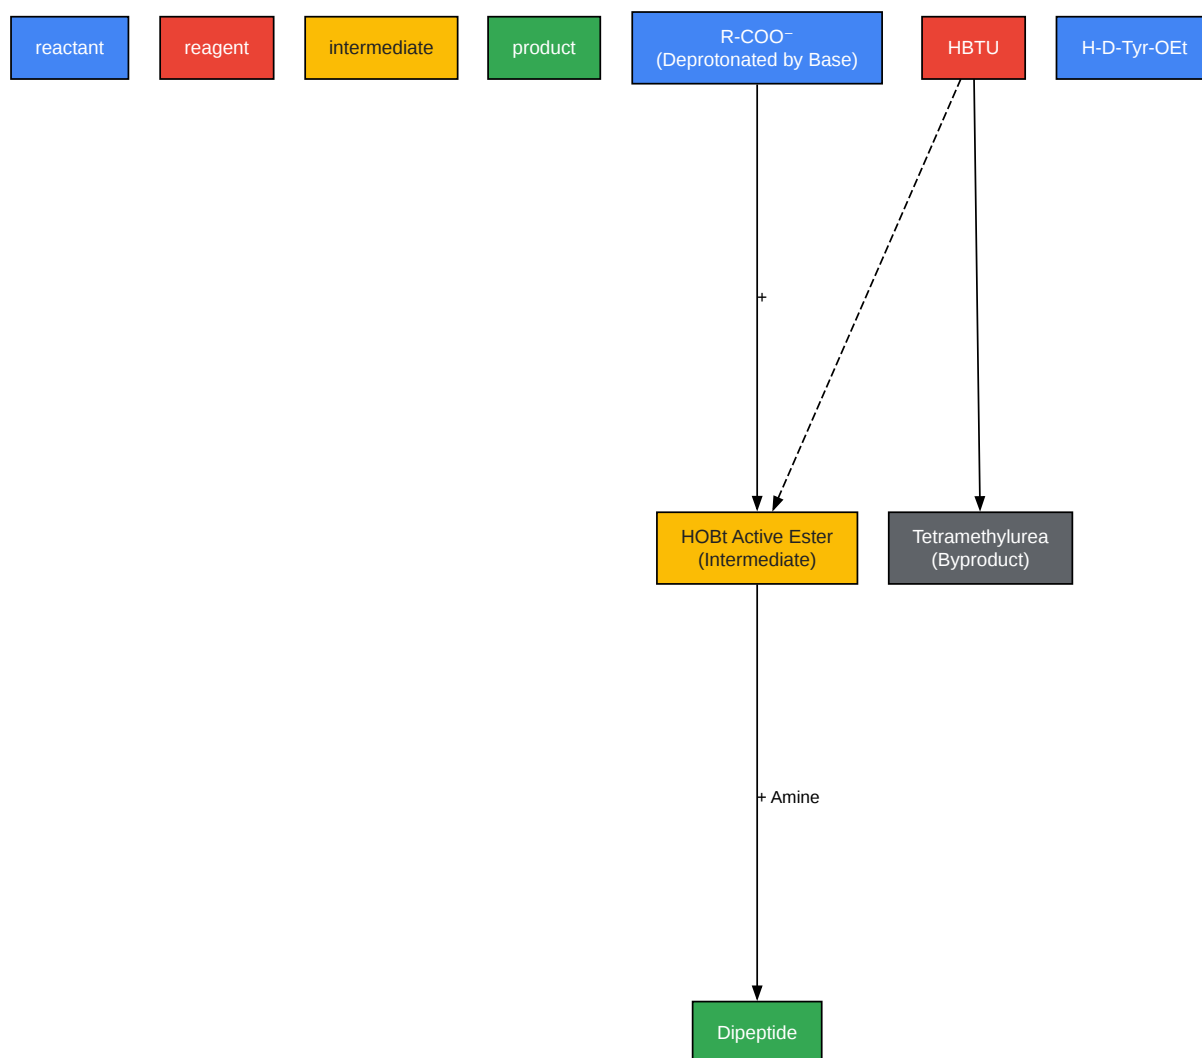 reactant
reagent
intermediate
product
R-COO⁻
(Deprotonated by Base)
HBTU
H-D-Tyr-OEt
+
HOBt Active Ester
(Intermediate)
Tetramethylurea
(Byproduct)
+ Amine
Dipeptide